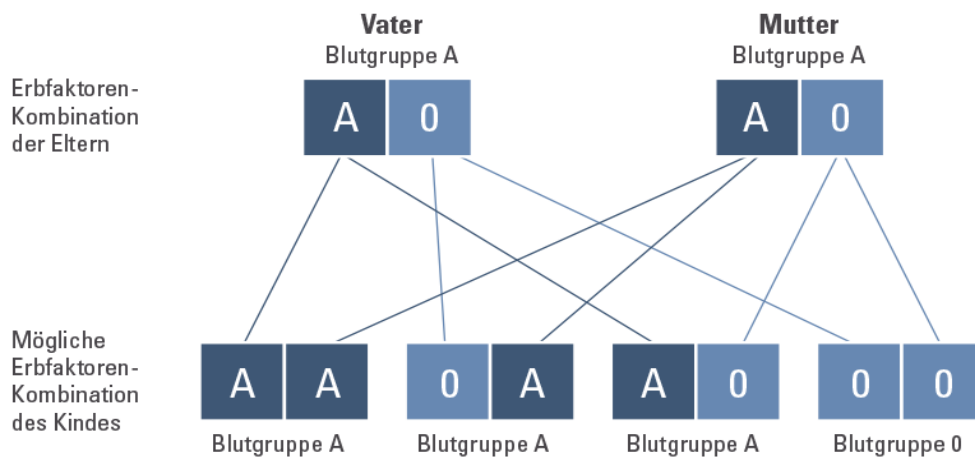 Vater
Blutgruppe A
Mutter
Blutgruppe A
Erbfaktoren-
Kombination
der Eltern
A 0
A 0
Mögliche
Erbfaktoren-
Kombination
des Kindes
A A
0 A
A 0
0 0
Blutgruppe A
Blutgruppe A
Blutgruppe A
Blutgruppe 0